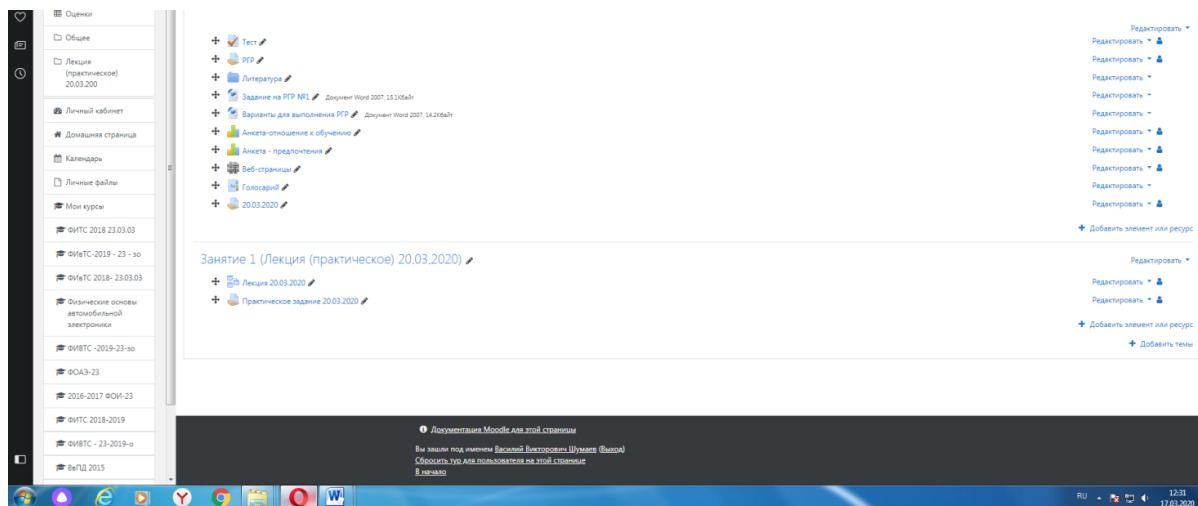 Оценки
Общее
Лекция
(практическое)
20.03.200
Личный кабинет
Домашняя страница
Календарь
Личные файлы
Мои курсы
ФИТС 2018 23.03.03
ФИвТС-2019 - 23 - зо
ФИвТС 2018- 23.03.03
Физические основы
автомобильной
электроники
ФИВТС -2019-23-зо
ФОАЭ-23
2016-2017 ФОИ-23
ФИТС 2018-2019
ФИВТС - 23-2019-о
ВвПД 2015
Редактировать
Тест Редактировать
РГР Редактировать
Литература Редактировать
Задание на РГР №1 Документ Word 2007, 15.1Кбайт Редактировать
Варианты для выполнения РГР Документ Word 2007, 14.2Кбайт Редактировать
Анкета-отношение к обучению Редактировать
Анкета - предпочтения Редактировать
Веб-страницы Редактировать
Голосарий Редактировать
20.03.2020 Редактировать
Добавить элемент или ресурс
Занятие 1 (Лекция (практическое) 20.03.2020) Редактировать
Лекция 20.03.2020 Редактировать
Практическое задание 20.03.2020 Редактировать
Добавить элемент или ресурс
Добавить темы
Документация Moodle для этой страницы
Вы зашли под именем Василий Викторович Шумаев (Выход)
Сбросить тур для пользователя на этой странице
В начало
RU 12:31
17.03.2020